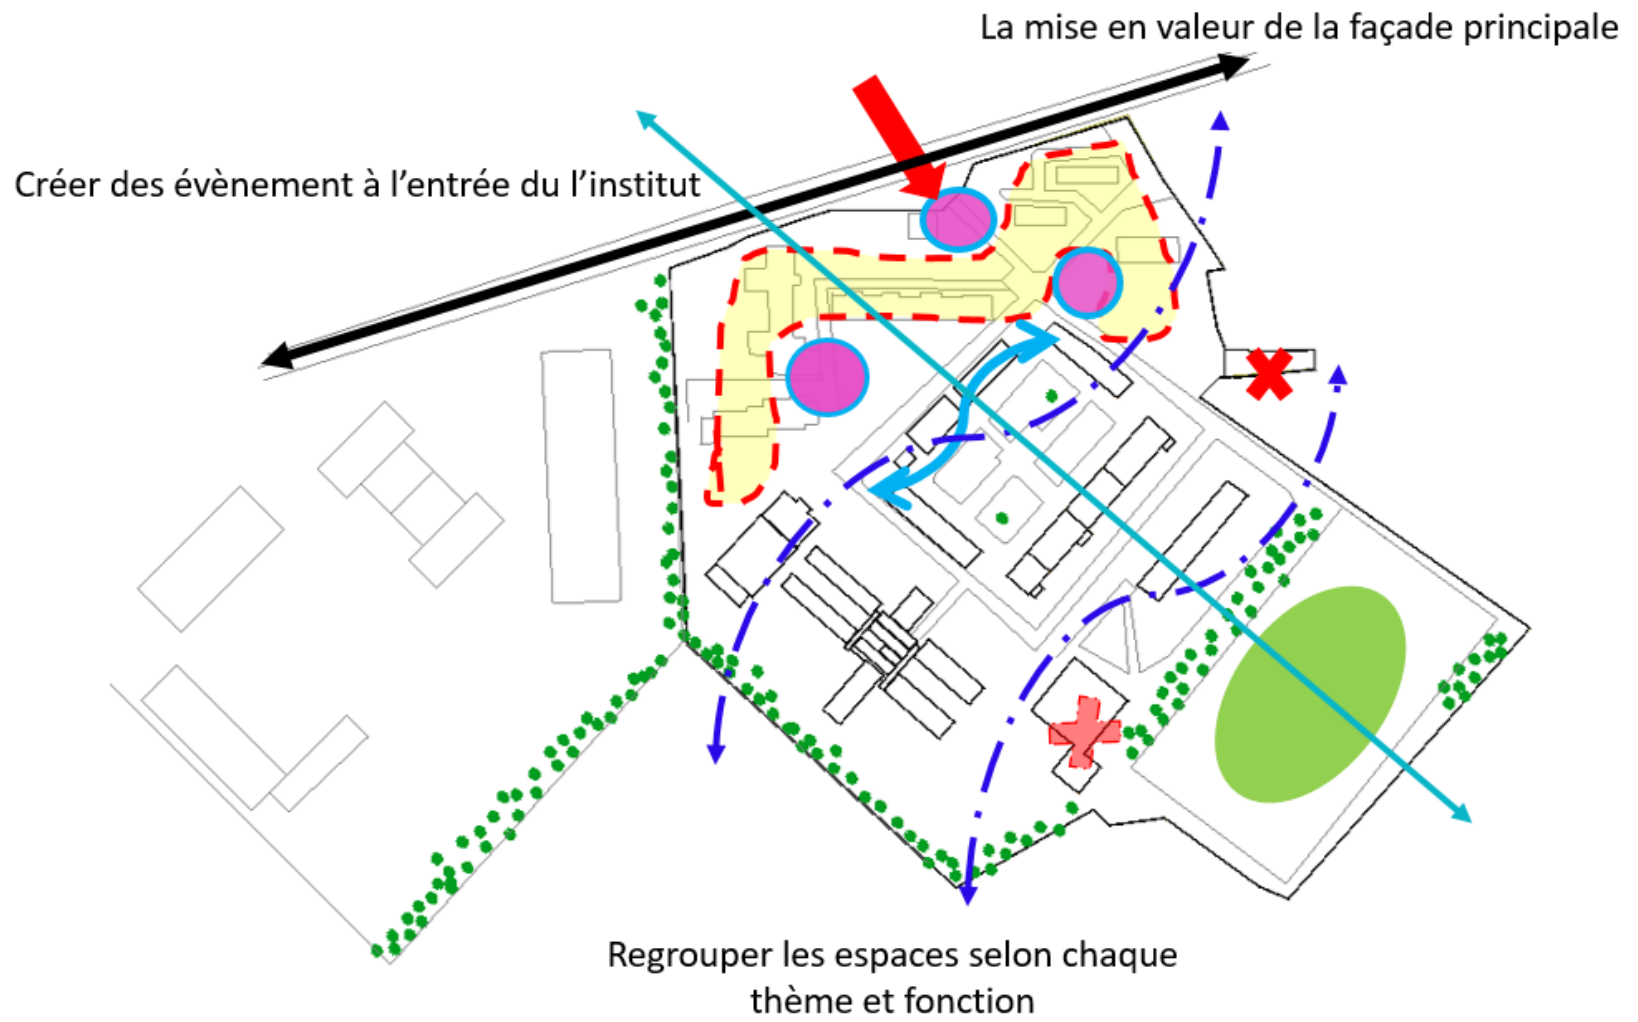 La mise en valeur de la façade principale
Créer des évènement à l’entrée du l’institut
Regrouper les espaces selon chaque
thème et fonction